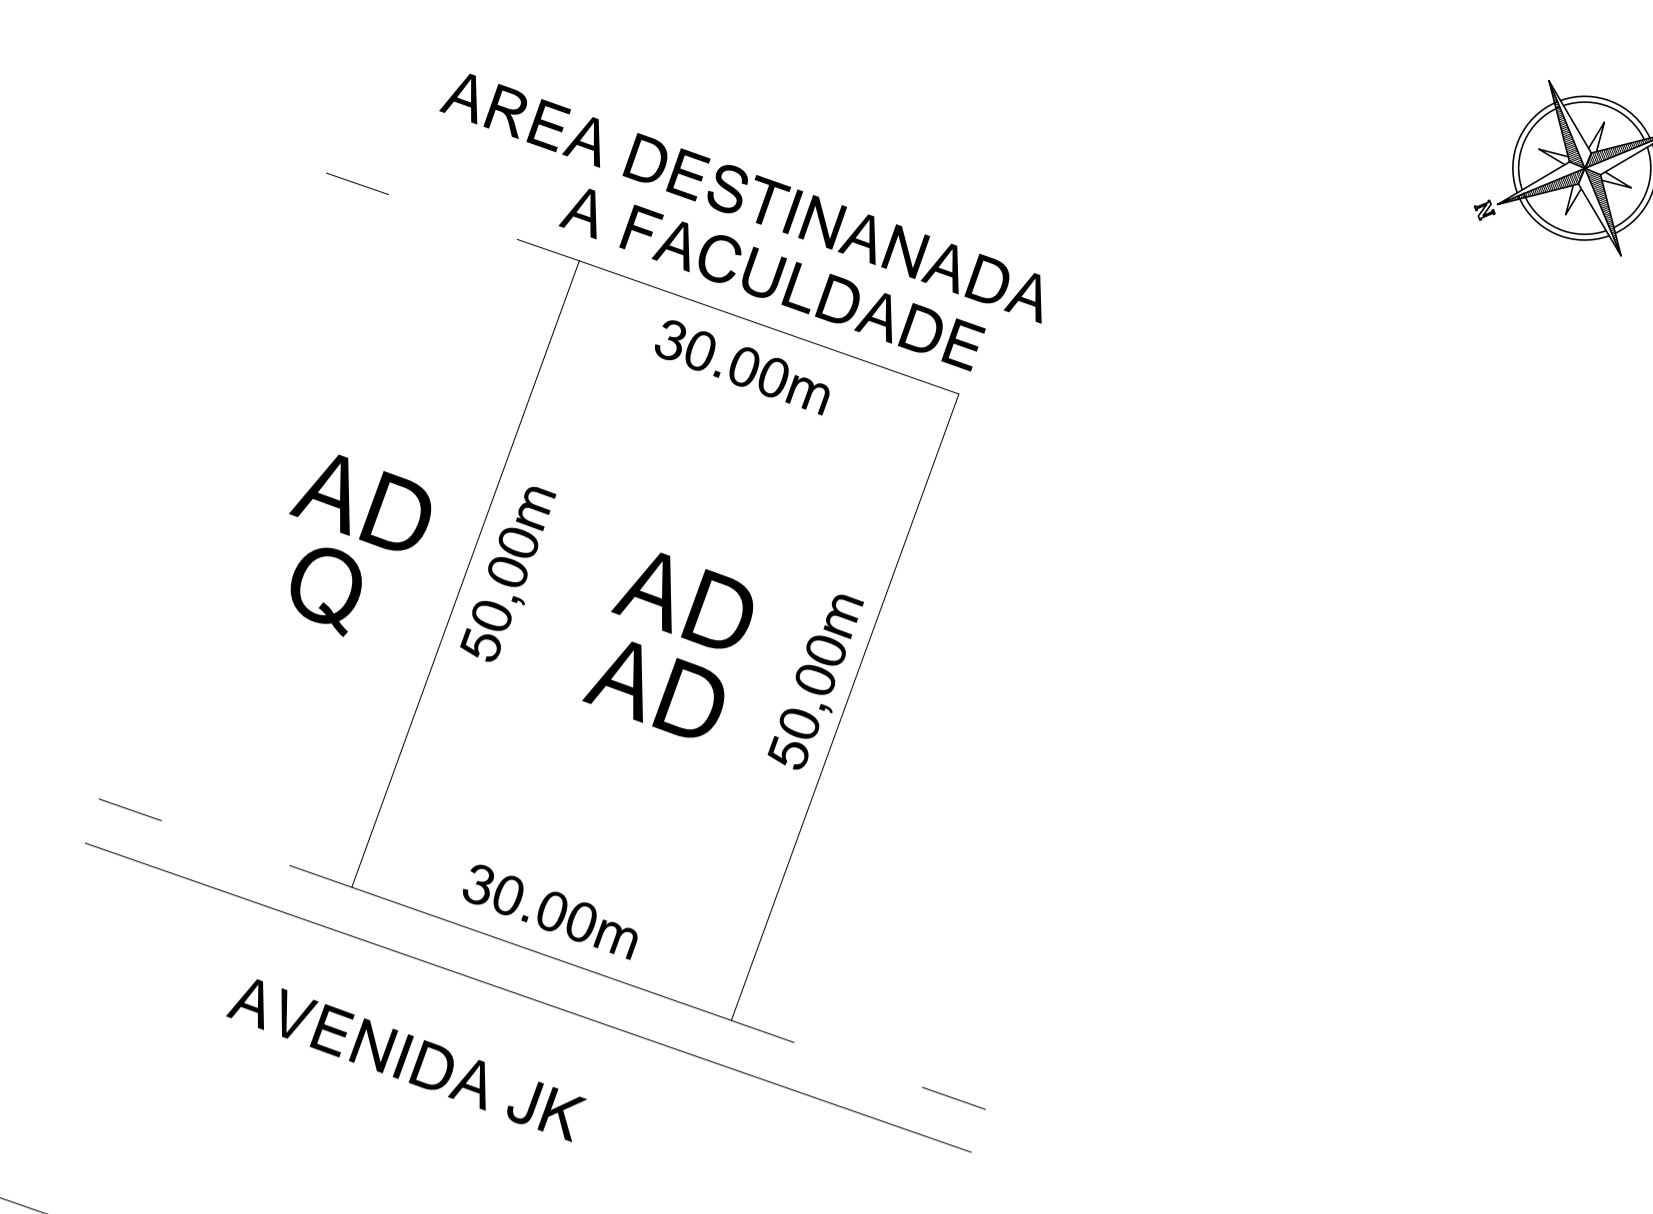 AREA DESTINANADA
A FACULDADE
N
30.00m
AD
Q
50,00m
AD
AD
50,00m
30.00m
AVENIDA JK